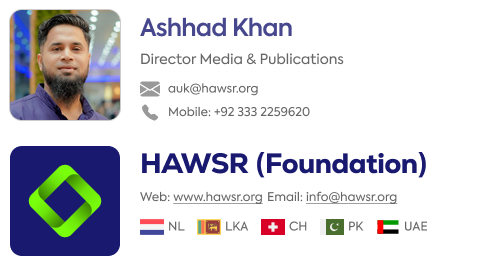 Ashhad Khan
Director Media & Publications
auk@hawsr.org
Mobile: +92 333 2259620
HAWSR (Foundation)
Web: www.hawsr.org Email: info@hawsr.org
NL LKA CH PK UAE